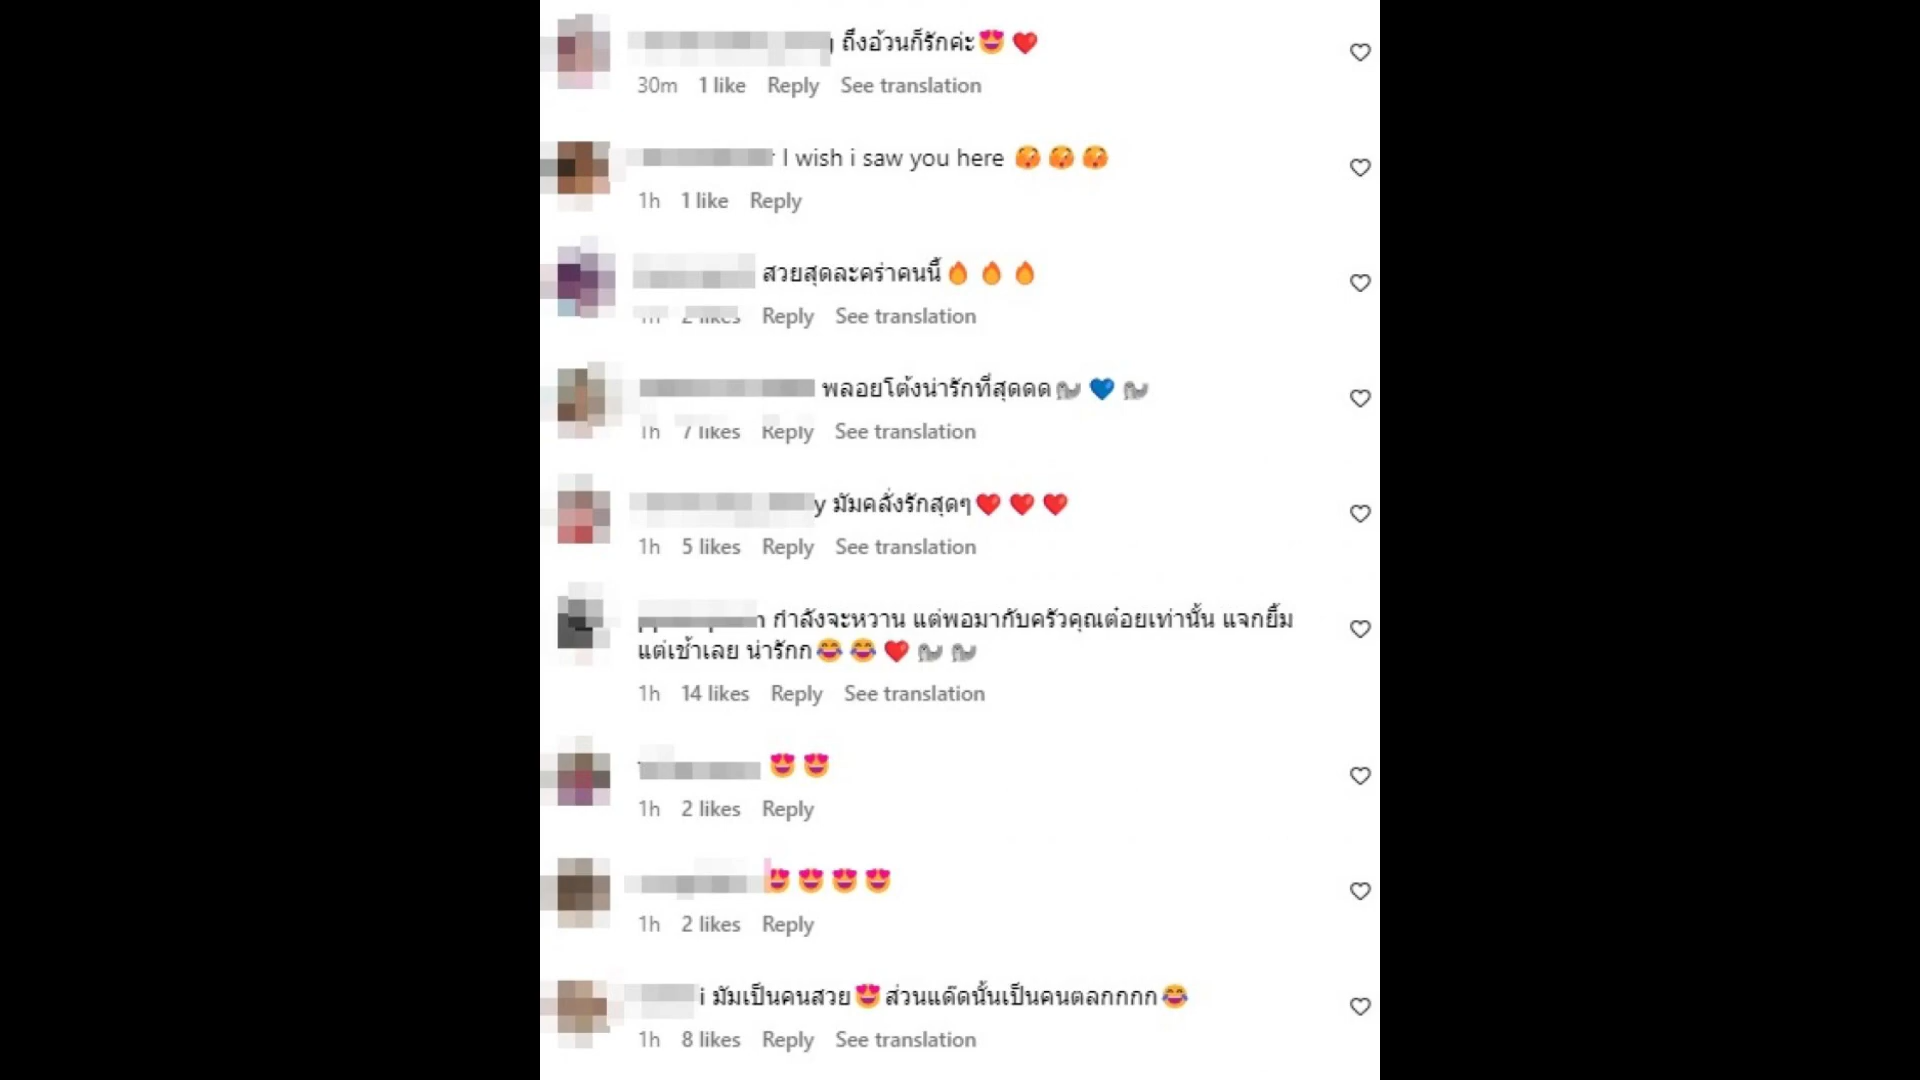 ถึงอ้วนก็รักค่ะ😍 ❤️
30m 1 like Reply See translation
I wish i saw you here 🫣 🫣 🫣
1h 1 like Reply
สวยสุดละคร่าคนนี้🔥 🔥 🔥
1h 2 likes Reply See translation
พลอยโต้งน่ารักที่สุดดด🦭 💙 🦭
1h 7 likes Reply See translation
y มัมคลั่งรักสุดๆ❤️ ❤️ ❤️
1h 5 likes Reply See translation
กำลังจะหวาน แต่พอมากับครัวคุณต๋อยเท่านั้น แจกยิ้ม
แต่เช้าเลย น่ารักก😂 😂 ❤️ 🦭 🦭
1h 14 likes Reply See translation
😍 😍
1h 2 likes Reply
😍 😍 😍 😍
1h 2 likes Reply
i มัมเป็นคนสวย😍ส่วนแด๊ดนั้นเป็นคนตลกกกก😂
1h 8 likes Reply See translation